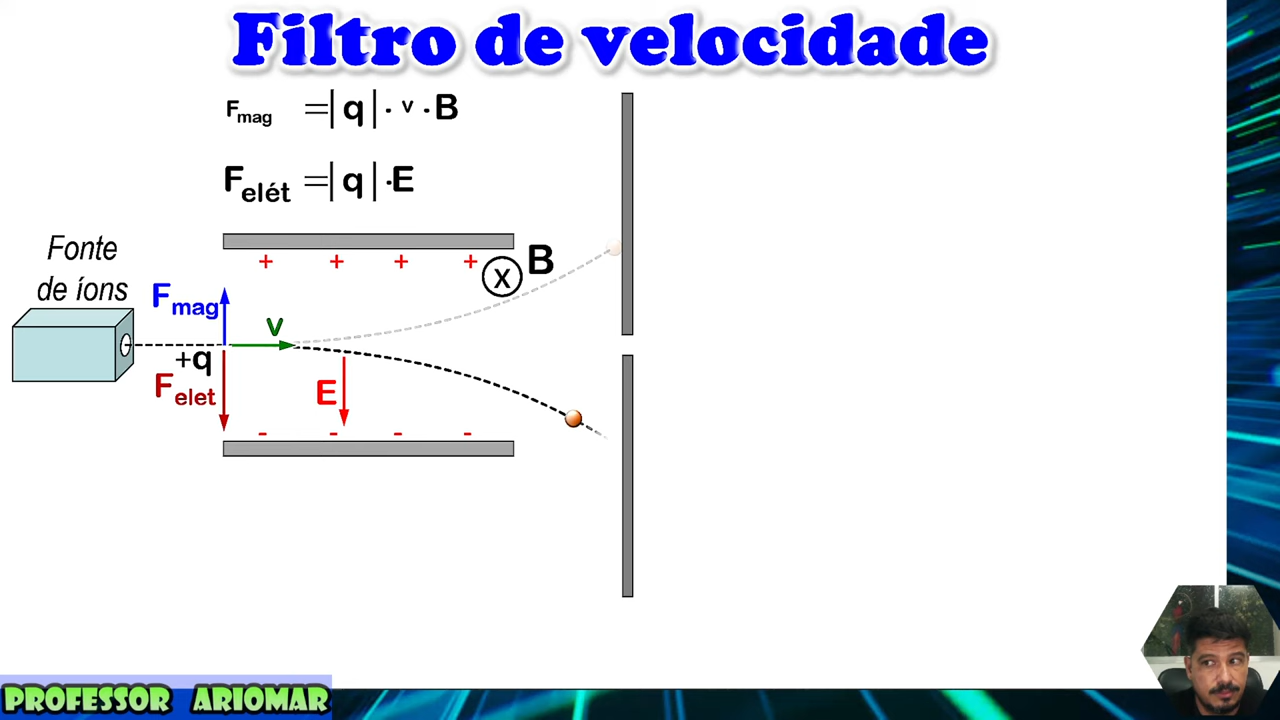 Filtro de velocidade
Fmag =|q|·v·B
Felét =|q|·E
Fonte
de íons
+ + + +
X B
Fmag
v
+q
Felet
E
- - - -
PROFESSOR ARIOMAR